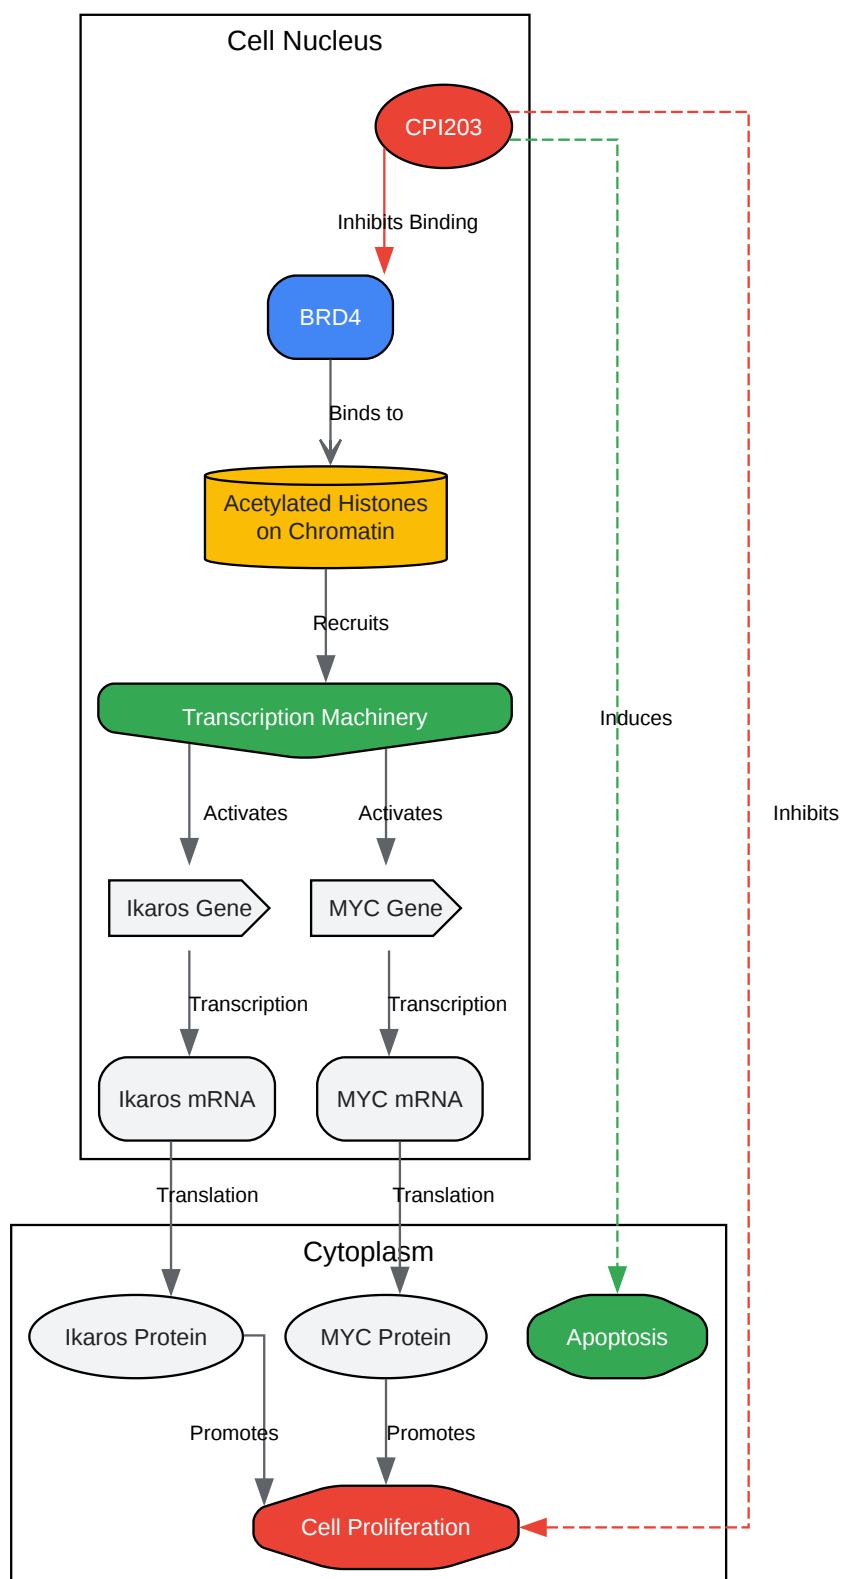 Cell Nucleus
CPI203
Inhibits Binding
BRD4
Binds to
Acetylated Histones
on Chromatin
Recruits
Transcription Machinery
Induces
Activates
Activates
Inhibits
Ikaros Gene
MYC Gene
Transcription
Transcription
Ikaros mRNA
MYC mRNA
Translation
Translation
Cytoplasm
Ikaros Protein
MYC Protein
Apoptosis
Promotes
Promotes
Cell Proliferation